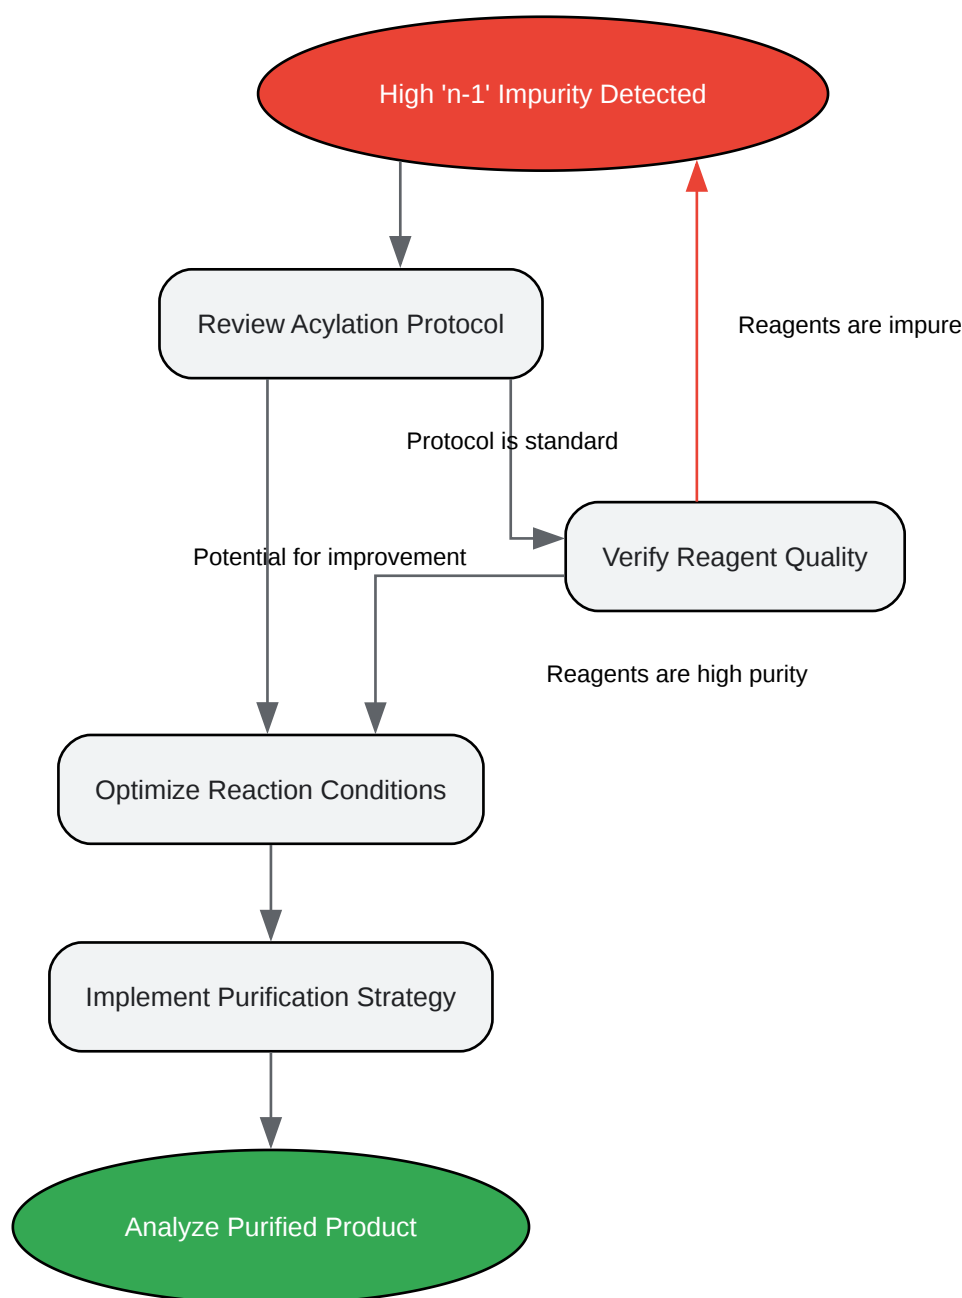 High 'n-1' Impurity Detected
Review Acylation Protocol
Reagents are impure
Protocol is standard
Potential for improvement
Verify Reagent Quality
Reagents are high purity
Optimize Reaction Conditions
Implement Purification Strategy
Analyze Purified Product